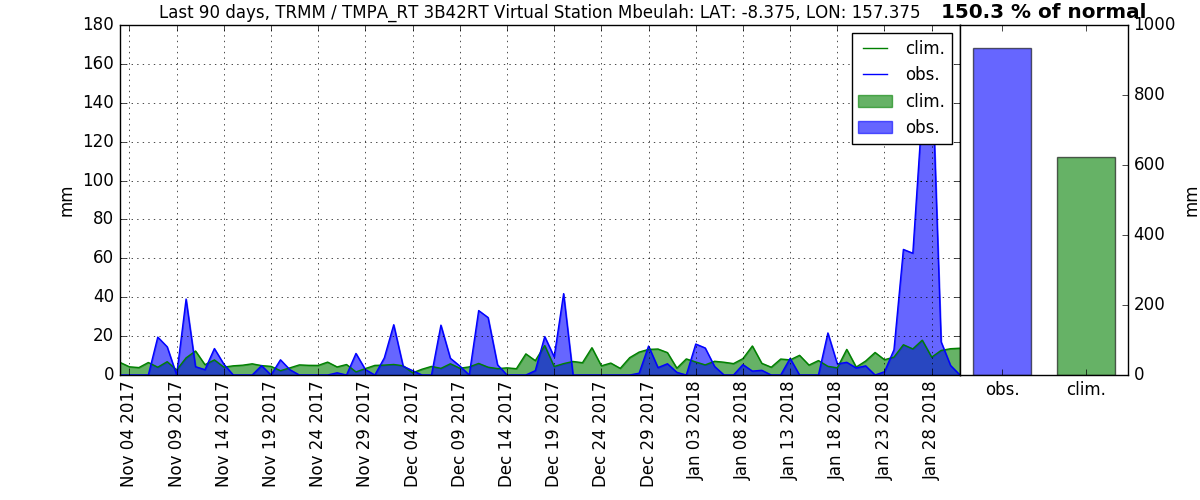 Last 90 days, TRMM / TMPA_RT 3B42RT Virtual Station Mbeulah: LAT: -8.375, LON: 157.375
150.3 % of normal
180
160
140
120
100
80
60
40
20
0
mm
clim.
obs.
clim.
obs.
1000
800
600
400
200
0
mm
Nov 04 2017
Nov 09 2017
Nov 14 2017
Nov 19 2017
Nov 24 2017
Nov 29 2017
Dec 04 2017
Dec 09 2017
Dec 14 2017
Dec 19 2017
Dec 24 2017
Dec 29 2017
Jan 03 2018
Jan 08 2018
Jan 13 2018
Jan 18 2018
Jan 23 2018
Jan 28 2018
obs.
clim.